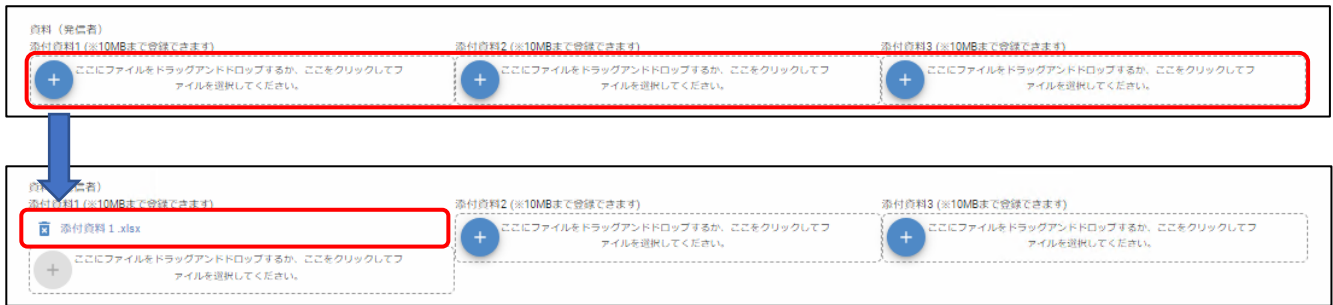 資料（発信者）
添付資料1 (※10MBまで登録できます)
添付資料2 (※10MBまで登録できます)
添付資料3 (※10MBまで登録できます)
ここにファイルをドラッグアンドドロップするか、ここをクリックしてフ
ァイルを選択してください。
ここにファイルをドラッグアンドドロップするか、ここをクリックしてフ
ァイルを選択してください。
ここにファイルをドラッグアンドドロップするか、ここをクリックしてフ
ァイルを選択してください。
信者）
添付資料1 (※10MBまで登録できます)
添付資料2 (※10MBまで登録できます)
添付資料3 (※10MBまで登録できます)
添付資料１.xlsx
ここにファイルをドラッグアンドドロップするか、ここをクリックしてフ
ァイルを選択してください。
ここにファイルをドラッグアンドドロップするか、ここをクリックしてフ
ァイルを選択してください。
ここにファイルをドラッグアンドドロップするか、ここをクリックしてフ
ァイルを選択してください。